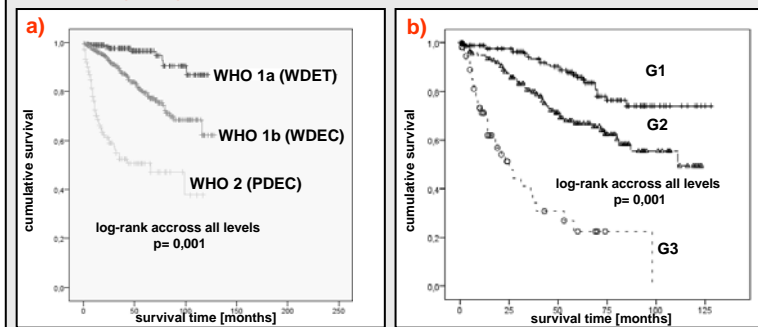 a)
cumulative survival
1,0
0,8
0,6
0,4
0,2
0,0
WHO 1a (WDET)
WHO 1b (WDEC)
WHO 2 (PDEC)
log-rank accross all levels
p= 0,001
0
50
100
150
200
250
survival time [months]
b)
cumulative survival
1,0
0,8
0,6
0,4
0,2
0,0
G1
G2
log-rank accross all levels
p= 0,001
G3
0
25
50
75
100
125
survival time [months]